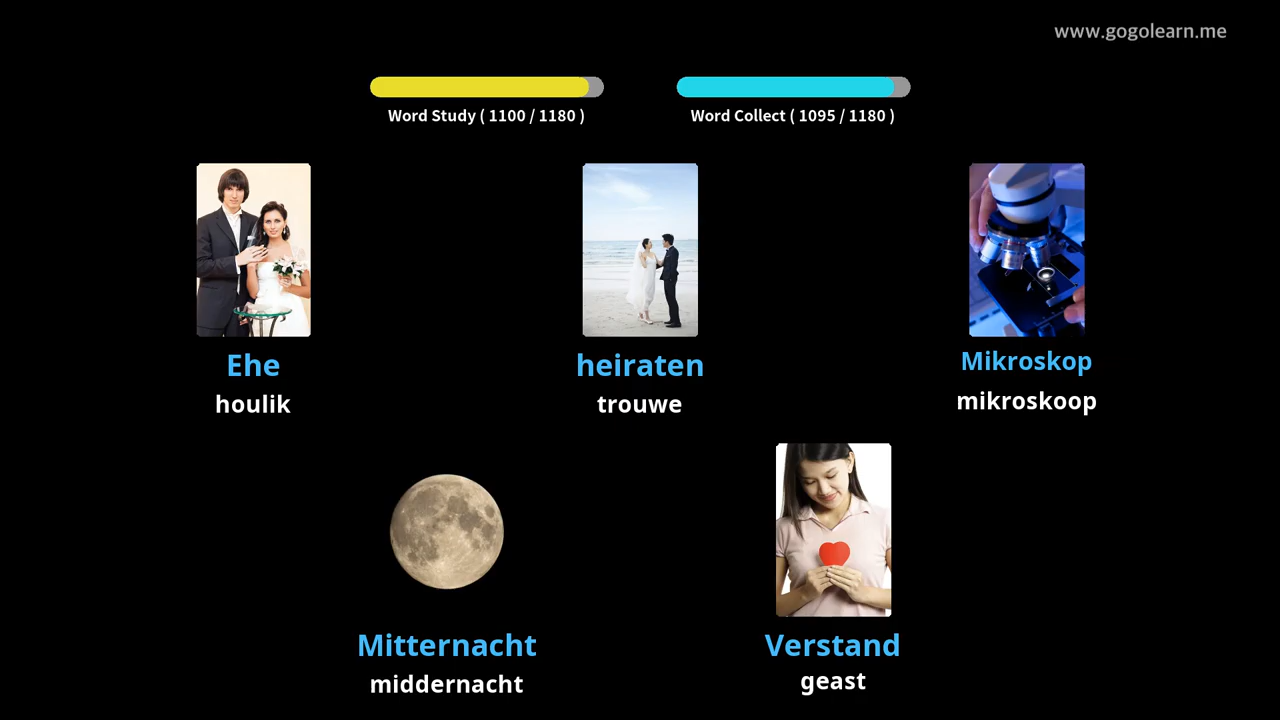 www.gogolearn.me
Word Study ( 1100 / 1180 )
Word Collect ( 1095 / 1180 )
Ehe
houlik
heiraten
trouwe
Mikroskop
mikroskoop
Mitternacht
middernacht
Verstand
geast